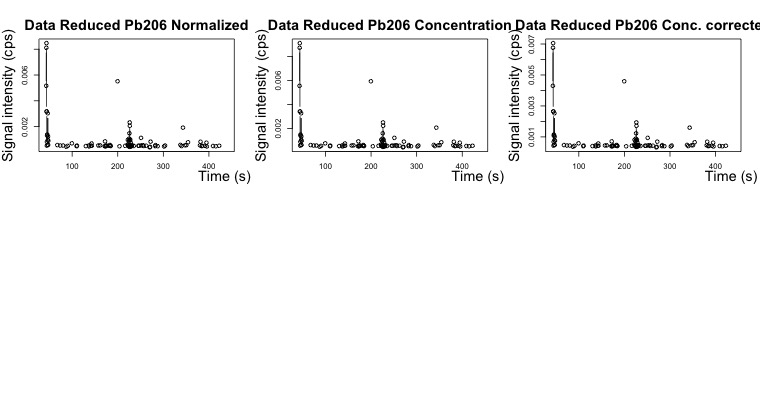 Data Reduced Pb206 Normalized
Signal intensity (cps)
0.002 0.006
100 200 300 400
Time (s)
Data Reduced Pb206 Concentration
Signal intensity (cps)
0.002 0.006
100 200 300 400
Time (s)
Data Reduced Pb206 Conc. correcte
Signal intensity (cps)
0.001 0.003 0.005 0.007
100 200 300 400
Time (s)